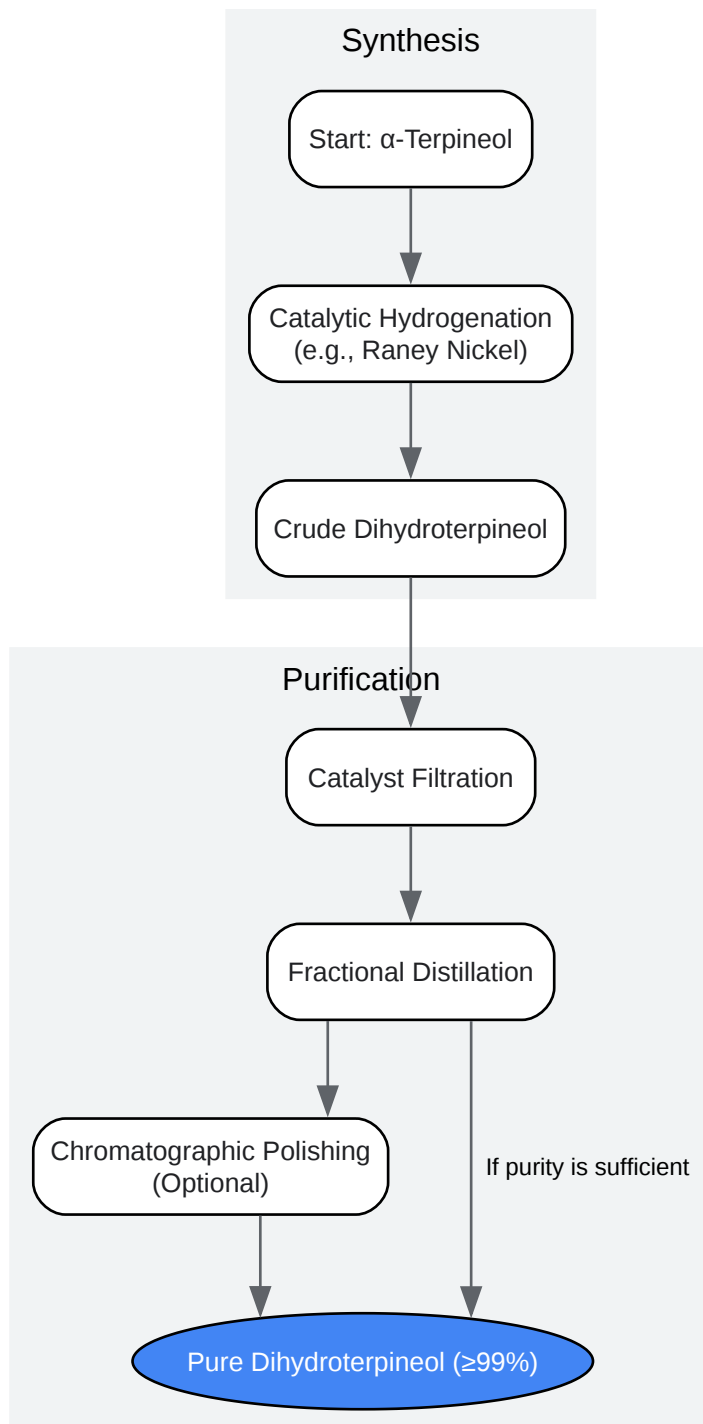 Synthesis
Start: α-Terpineol
Catalytic Hydrogenation
(e.g., Raney Nickel)
Crude Dihydroterpineol
Purification
Catalyst Filtration
Fractional Distillation
Chromatographic Polishing
(Optional)
If purity is sufficient
Pure Dihydroterpineol (≥99%)